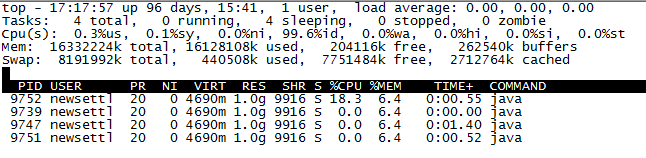 top - 17:17:57 up 96 days, 15:41,  1 user,  load average: 0.00, 0.00, 0.00
Tasks:   4 total,   0 running,   4 sleeping,   0 stopped,   0 zombie
Cpu(s):  0.3%us,  0.1%sy,  0.0%ni, 99.6%id,  0.0%wa,  0.0%hi,  0.0%si,  0.0%st
Mem:  16332224k total, 16128108k used,   204116k free,   262540k buffers
Swap:  8191992k total,   440508k used,  7751484k free,  2712764k cached
PID USER      PR  NI  VIRT  RES  SHR S %CPU %MEM    TIME+  COMMAND
9752 newsettl  20   0 4690m 1.0g 9916 S 18.3  6.4   0:00.55 java
9739 newsettl  20   0 4690m 1.0g 9916 S  0.0  6.4   0:00.00 java
9747 newsettl  20   0 4690m 1.0g 9916 S  0.0  6.4   0:01.40 java
9751 newsettl  20   0 4690m 1.0g 9916 S  0.0  6.4   0:00.52 java